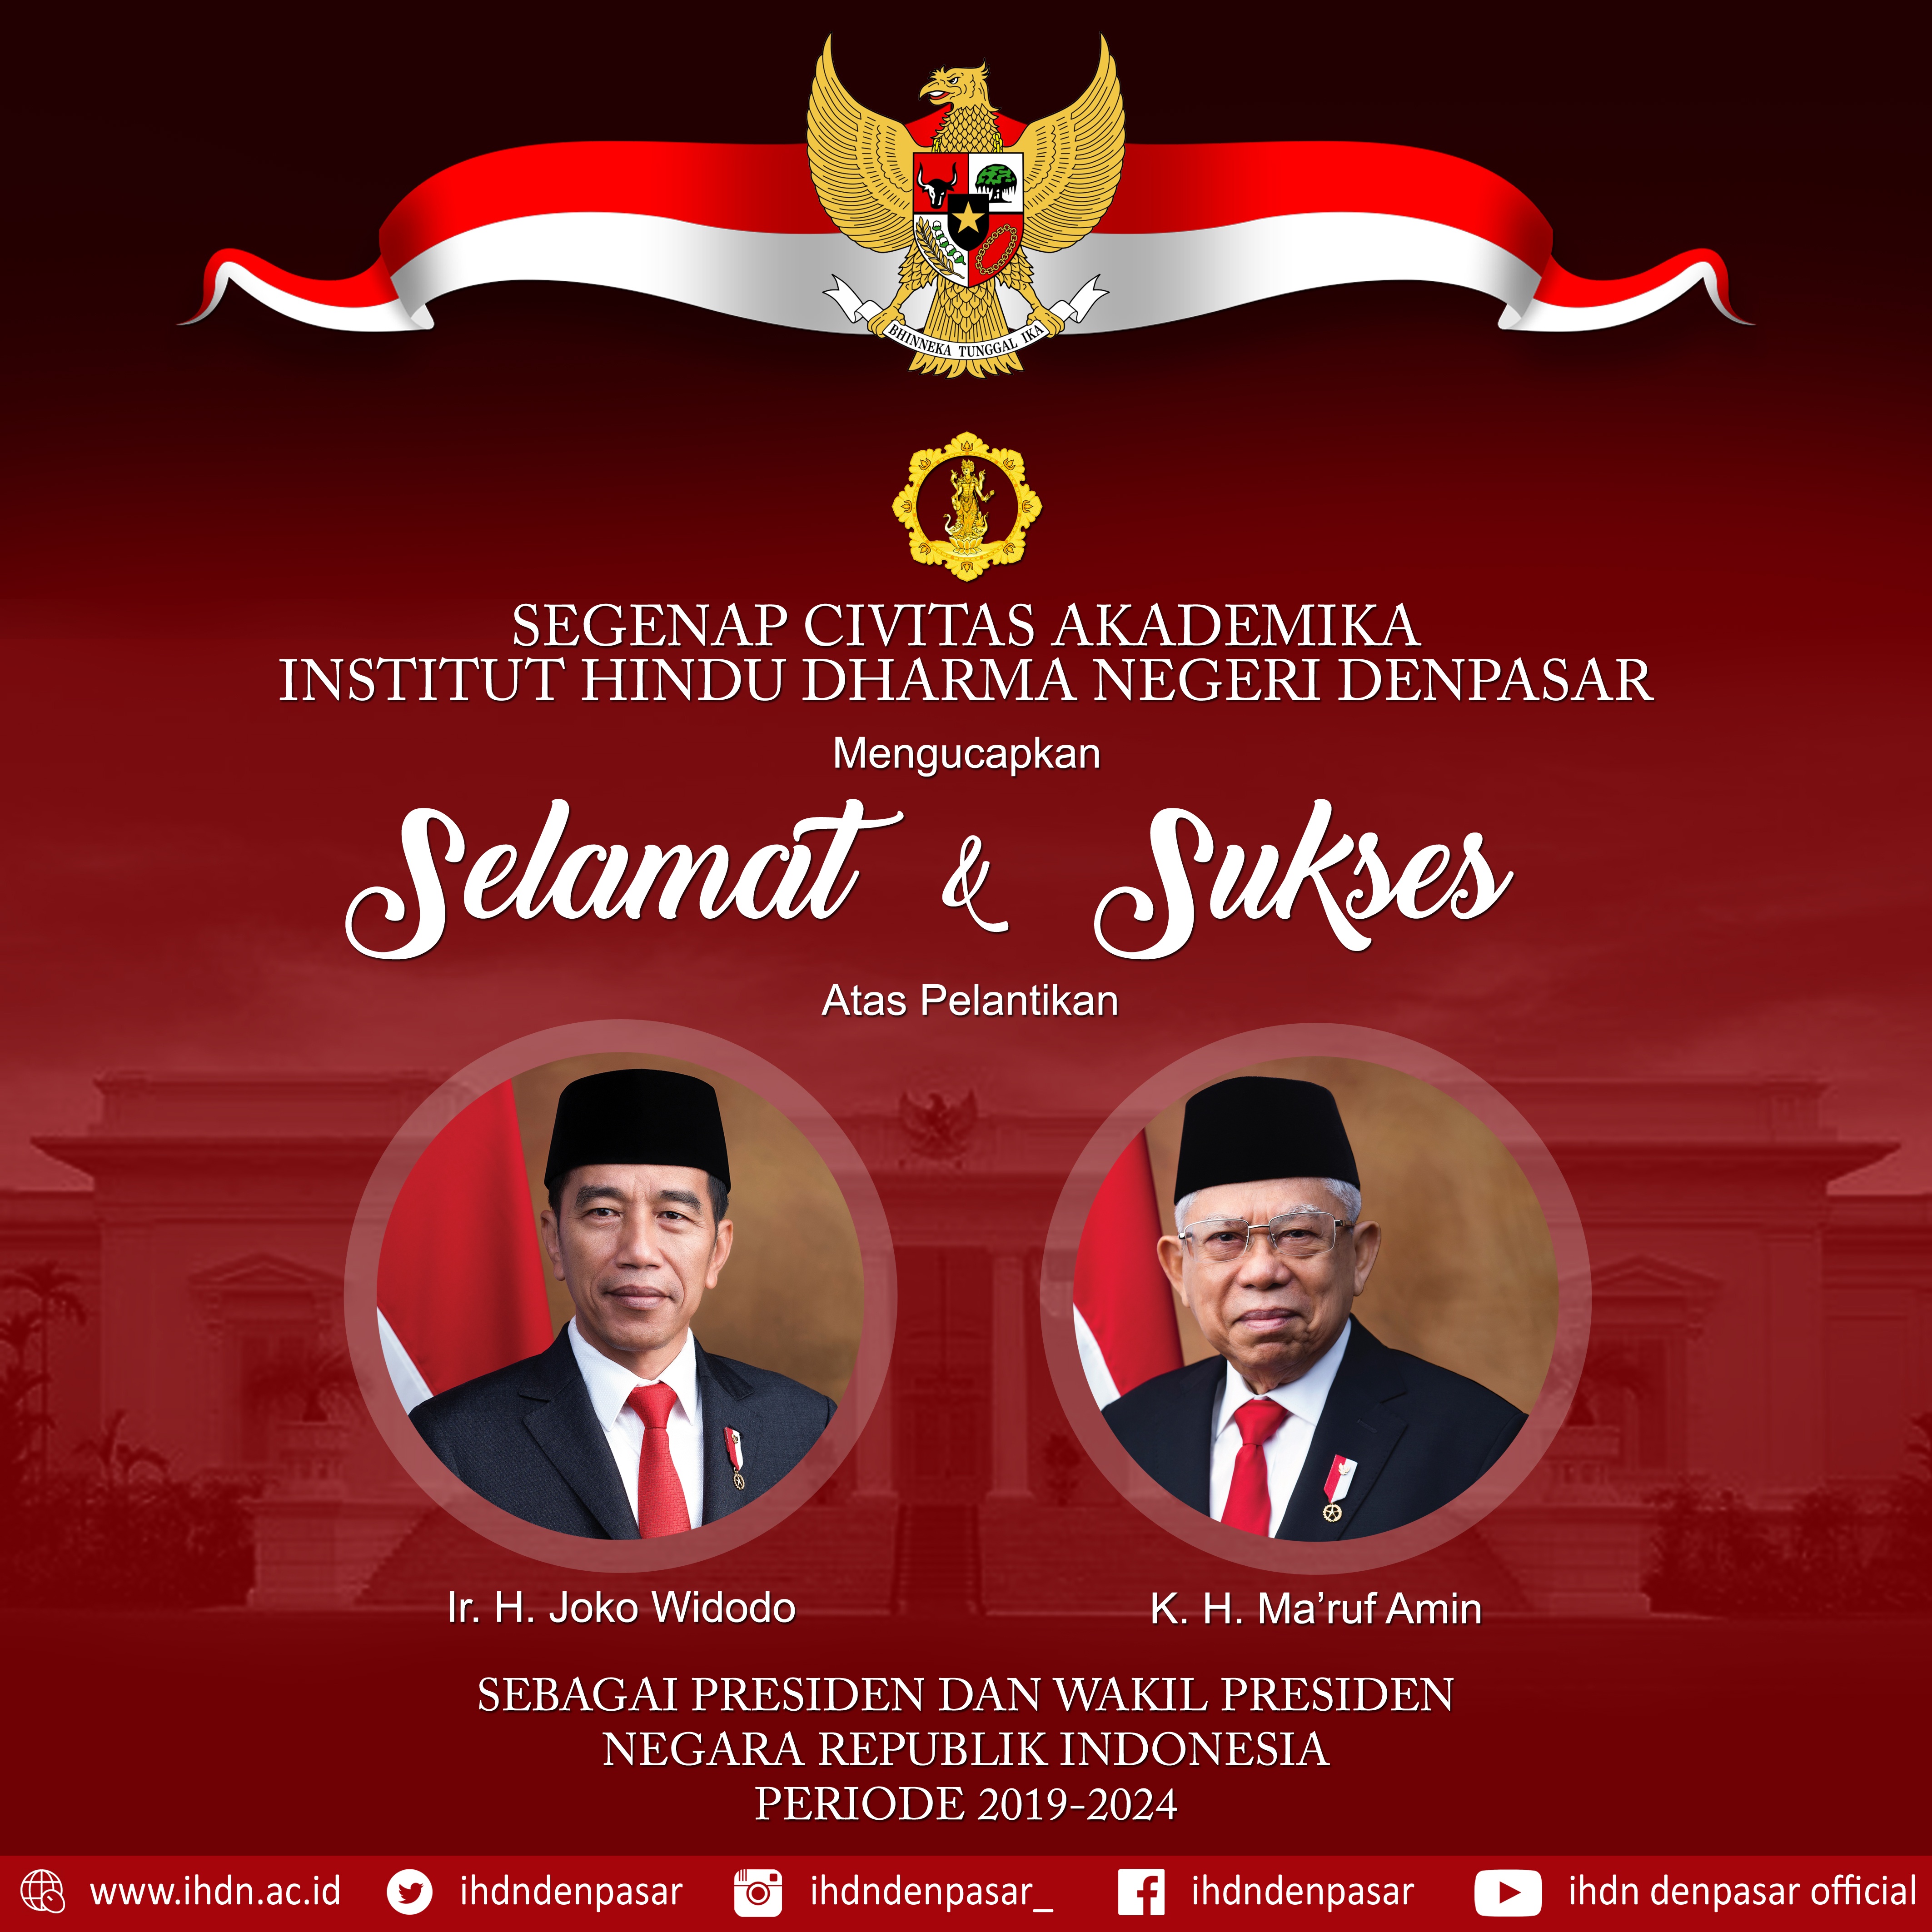 BHINNEKA TUNGGAL IKA
SEGENAP CIVITAS AKADEMIKA
INSTITUT HINDU DHARMA NEGERI DENPASAR
Mengucapkan
Selamat & Sukses
Atas Pelantikan
Ir. H. Joko Widodo
K. H. Ma’ruf Amin
SEBAGAI PRESIDEN DAN WAKIL PRESIDEN
NEGARA REPUBLIK INDONESIA
PERIODE 2019-2024
www.ihdn.ac.id ihdndenpasar ihdndenpasar_ ihdndenpasar ihdn denpasar official